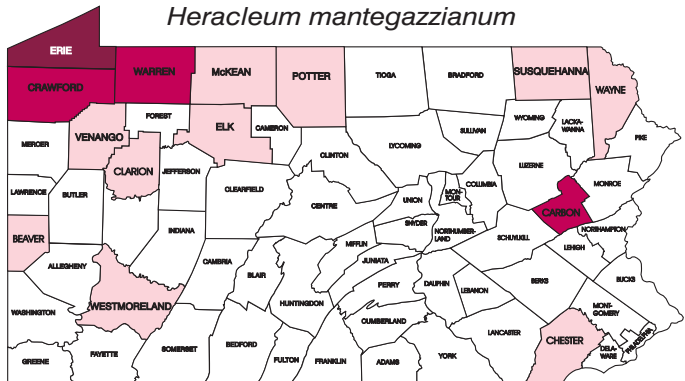 Heracleum mantegazzianum
ERIE
WARREN
McKEAN
POTTER
TIOGA
BRADFORD
SUSQUEHANNA
WAYNE
CRAWFORD
FOREST
WYOMING
LACKA-
WANNA
PIKE
VENANGO
ELK
CAMERON
SULLIVAN
MERCER
LYCOMING
CLINTON
LUZERNE
CLARION
JEFFERSON
MONROE
LAWRENCE
BUTLER
CLEARFIELD
CENTRE
UNION
MON-
TOUR
COLUMBIA
CARBON
SNYDER
NORTHUMBER-
LAND
INDIANA
BEAVER
MIFFLIN
SCHUYLKILL
NORTHAMPTON
LEHIGH
ALLEGHENY
CAMBRIA
BLAIR
JUNIATA
PERRY
DAUPHIN
LEBANON
BERKS
BUCKS
WESTMORELAND
HUNTINGDON
MONT-
GOMERY
WASHINGTON
CUMBERLAND
LANCASTER
CHESTER
PHILADELPHIA
GREENE
FAYETTE
SOMERSET
BEDFORD
FULTON
FRANKLIN
ADAMS
YORK
DELA-
WARE